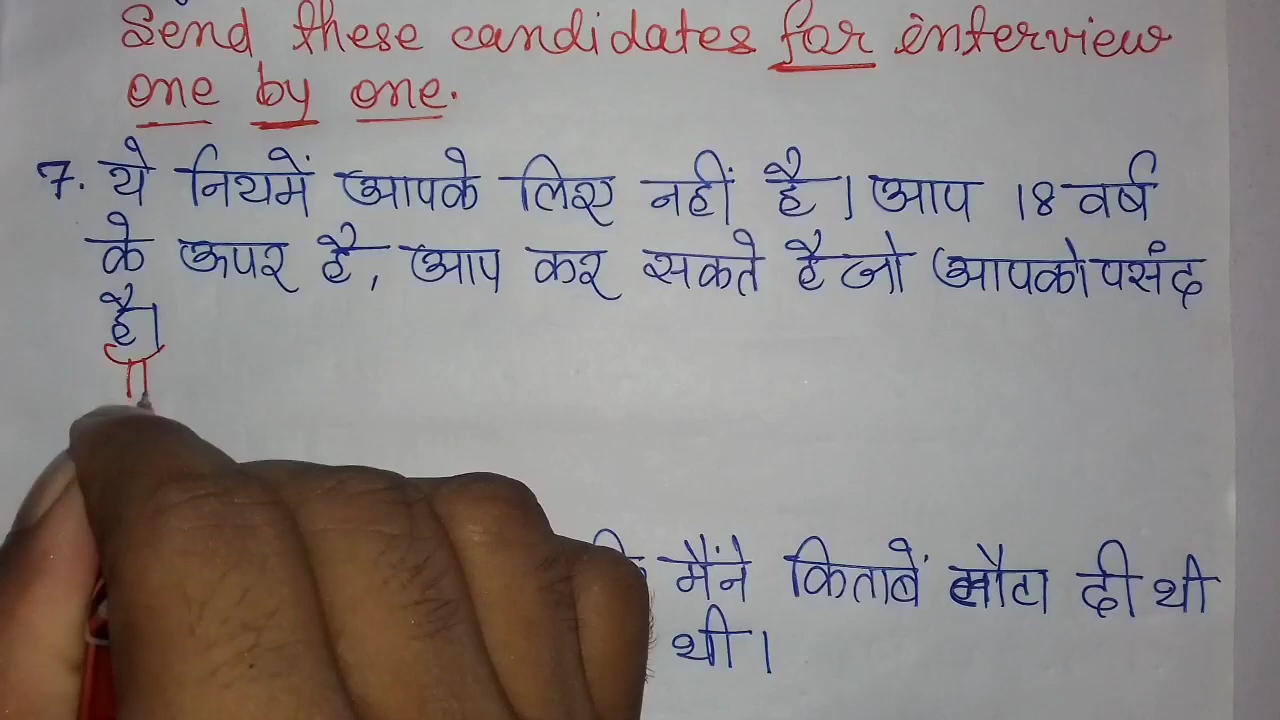 Send these candidates for interview
one by one.
7. ये नियमें आपके लिए नहीं है। आप 18 वर्ष
के ऊपर है, आप कर सकते है जो आपको पसंद
है।
मैंने किताबें लौटा दी थी
थी।